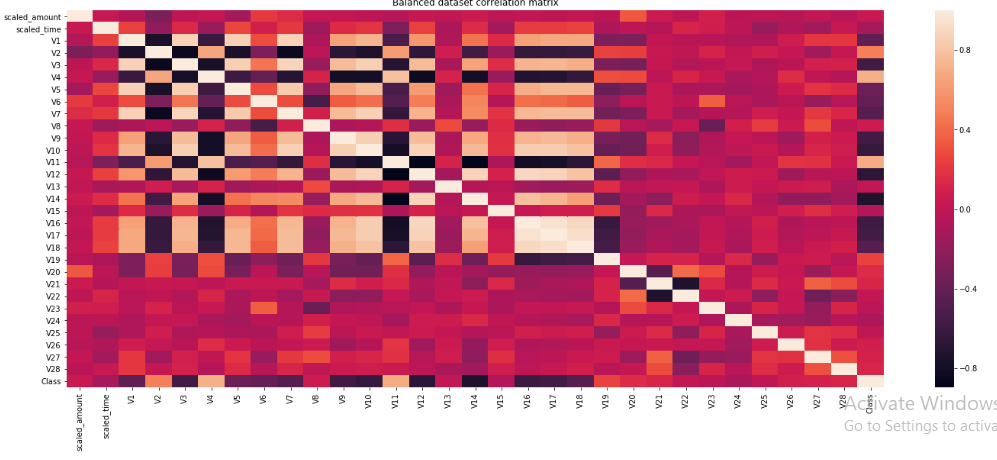 Balanced dataset correlation matrix
scaled_amount
scaled_time
V1
V2
V3
V4
V5
V6
V7
V8
V9
V10
V11
V12
V13
V14
V15
V16
V17
V18
V19
V20
V21
V22
V23
V24
V25
V26
V27
V28
Class
0.8
0.4
0.0
−0.4
−0.8
scaled_amount
scaled_time
V1
V2
V3
V4
V5
V6
V7
V8
V9
V10
V11
V12
V13
V14
V15
V16
V17
V18
V19
V20
V21
V22
V23
V24
V25
V26
V27
V28
Class
Activate Windows
Go to Settings to activa